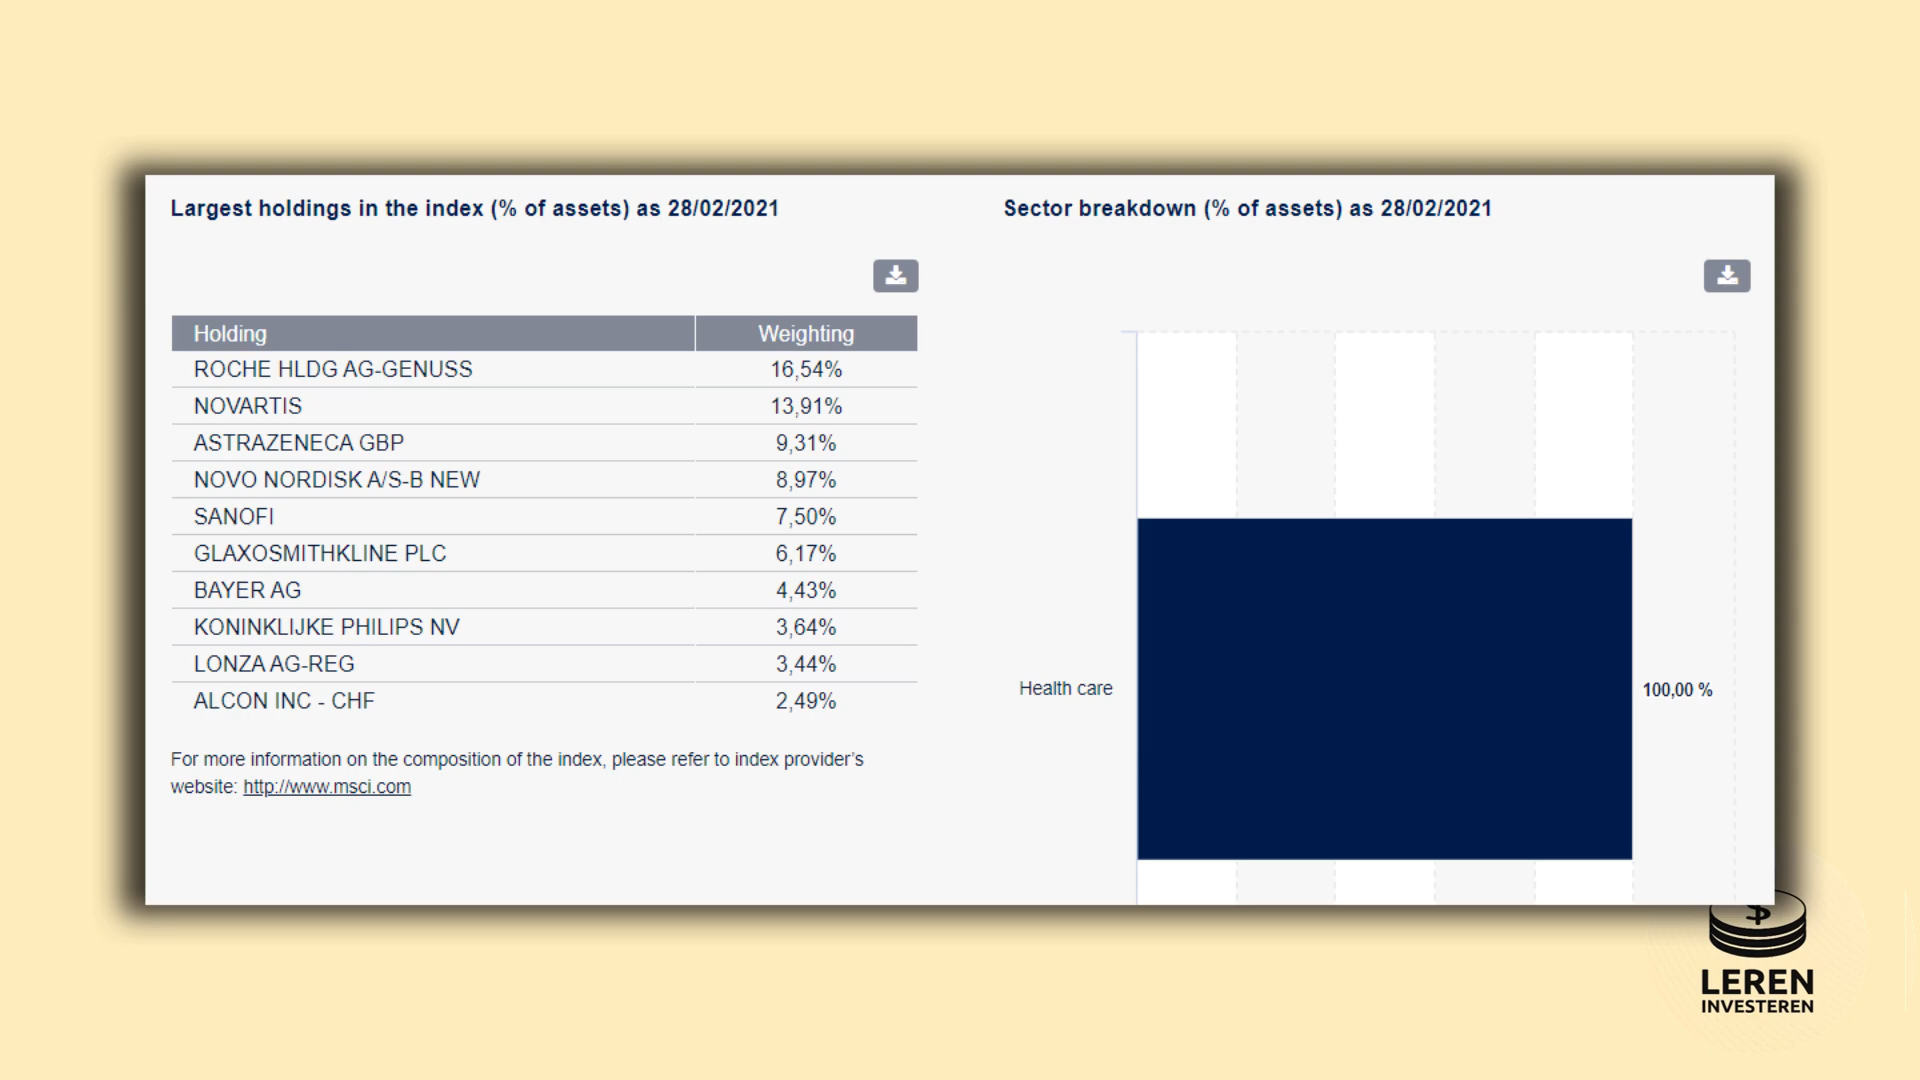 Largest holdings in the index (% of assets) as 28/02/2021
Holding Weighting
ROCHE HLDG AG-GENUSS 16,54%
NOVARTIS 13,91%
ASTRAZENECA GBP 9,31%
NOVO NORDISK A/S-B NEW 8,97%
SANOFI 7,50%
GLAXOSMITHKLINE PLC 6,17%
BAYER AG 4,43%
KONINKLIJKE PHILIPS NV 3,64%
LONZA AG-REG 3,44%
ALCON INC - CHF 2,49%
For more information on the composition of the index, please refer to index provider's
website: http://www.msci.com
Sector breakdown (% of assets) as 28/02/2021
Health care 100,00 %
$
LEREN
INVESTEREN